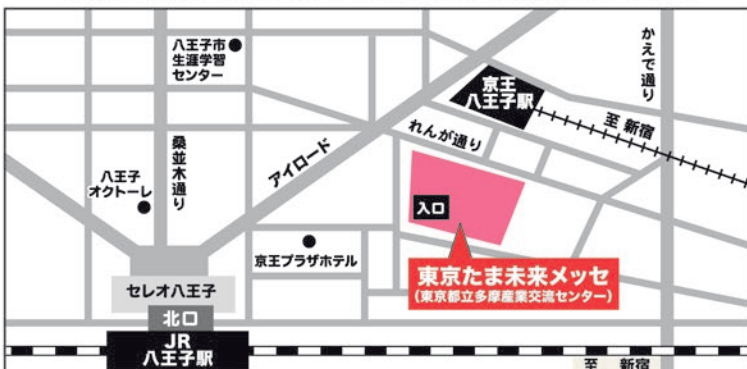 八王子市
生涯学習
センター
かえで通り
京王
八王子駅
至 新宿
れんが通り
アイロード
桑並木通り
八王子
オクトーレ
入口
京王プラザホテル
東京たま未来メッセ
(東京都立多摩産業交流センター)
セレオ八王子
北口
JR
八王子駅
至 新宿